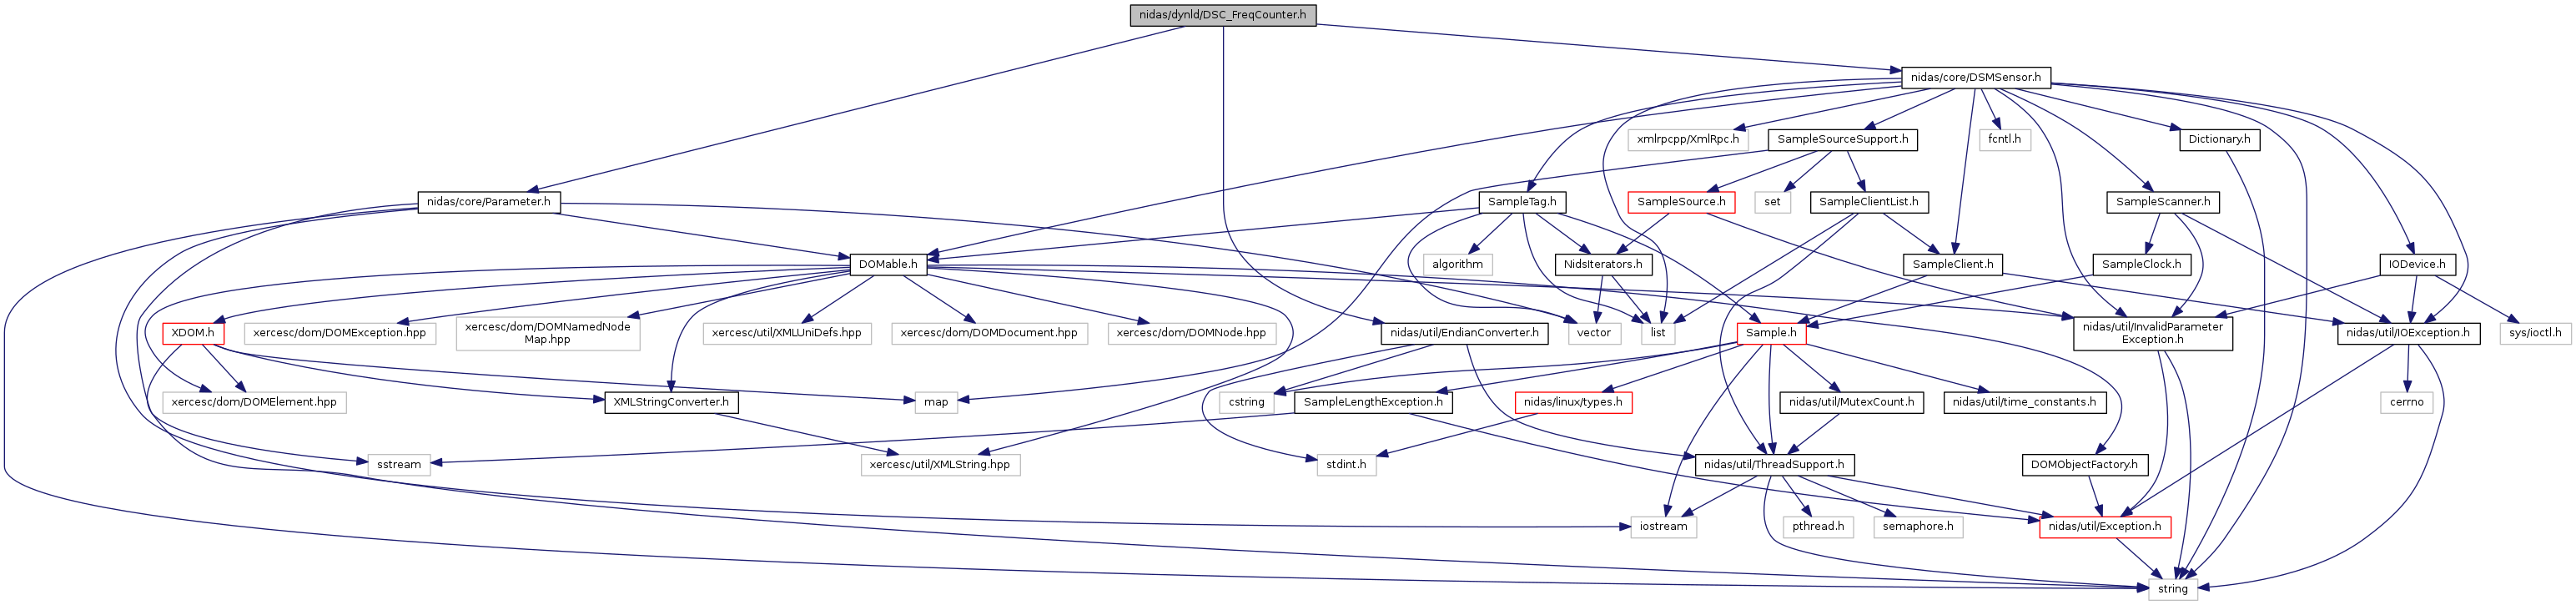 nidas/dynld/DSC_FreqCounter.h
nidas/core/DSMSensor.h
xmlrpcpp/XmlRpc.h
SampleSourceSupport.h
fcntl.h
Dictionary.h
nidas/core/Parameter.h
SampleTag.h
SampleSource.h
set
SampleClientList.h
SampleScanner.h
DOMable.h
algorithm
NidsIterators.h
SampleClient.h
SampleClock.h
IODevice.h
XDOM.h
xercesc/dom/DOMException.hpp
xercesc/dom/DOMNamedNode
Map.hpp
xercesc/util/XMLUniDefs.hpp
xercesc/dom/DOMDocument.hpp
xercesc/dom/DOMNode.hpp
nidas/util/EndianConverter.h
vector
list
Sample.h
nidas/util/InvalidParameter
Exception.h
nidas/util/IOException.h
sys/ioctl.h
xercesc/dom/DOMElement.hpp
XMLStringConverter.h
map
cstring
SampleLengthException.h
nidas/linux/types.h
nidas/util/MutexCount.h
nidas/util/time_constants.h
cerrno
sstream
xercesc/util/XMLString.hpp
stdint.h
nidas/util/ThreadSupport.h
DOMObjectFactory.h
iostream
pthread.h
semaphore.h
nidas/util/Exception.h
string